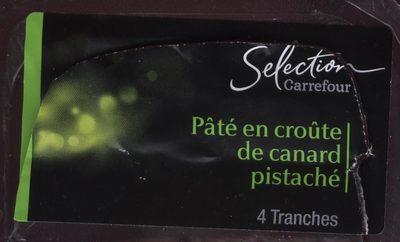 Selection
Carrefour
Pâté en croûte
de canard
pistaché
4 Tranches